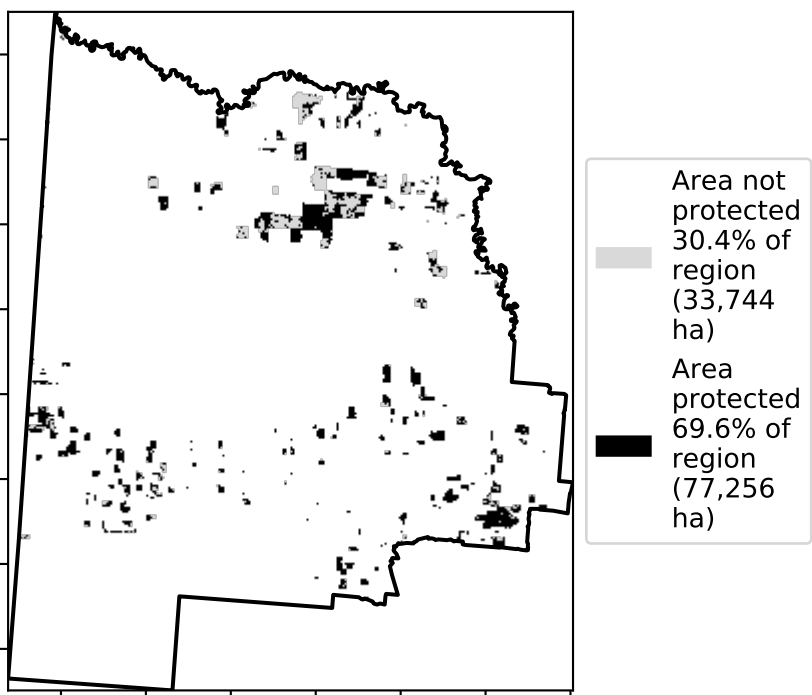 Area not
protected
30.4% of
region
(33,744
ha)
Area
protected
69.6% of
region
(77,256
ha)